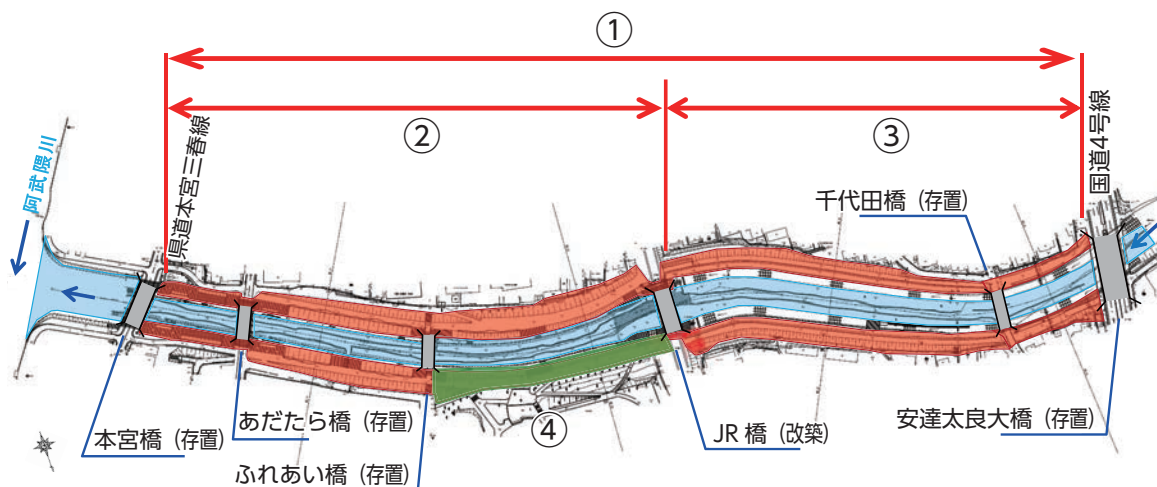 ①
②
③
阿武隈川
県道本宮三春線
国道4号線
千代田橋（存置）
本宮橋（存置）
あだたら橋（存置）
ふれあい橋（存置）
④
JR橋（改築）
安達太良大橋（存置）